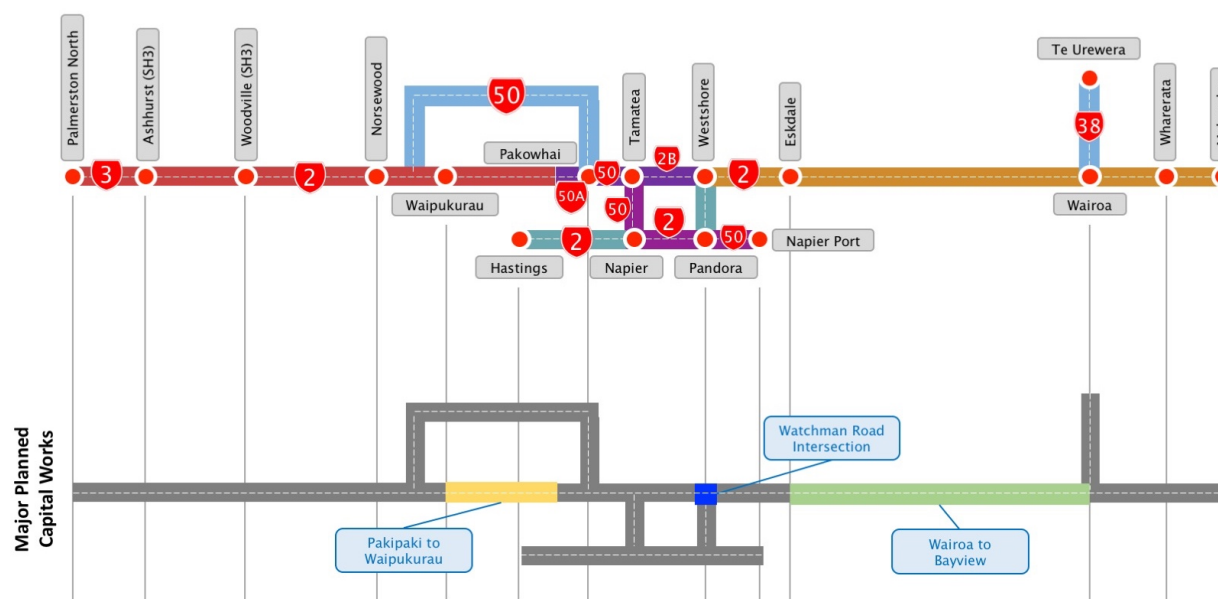 Palmerston North
Ashhurst (SH3)
Woodville (SH3)
Norsewood
50
Pakowhai
Tamatea
Westshore
Eskdale
Te Urewera
38
Wharerata
3
2
50A
50
2B
2
Waipukurau
Wairoa
50
2
2
50
Napier Port
Hastings
Napier
Pandora
Major Planned
Capital Works
Watchman Road
Intersection
Pakipaki to
Waipukurau
Wairoa to
Bayview